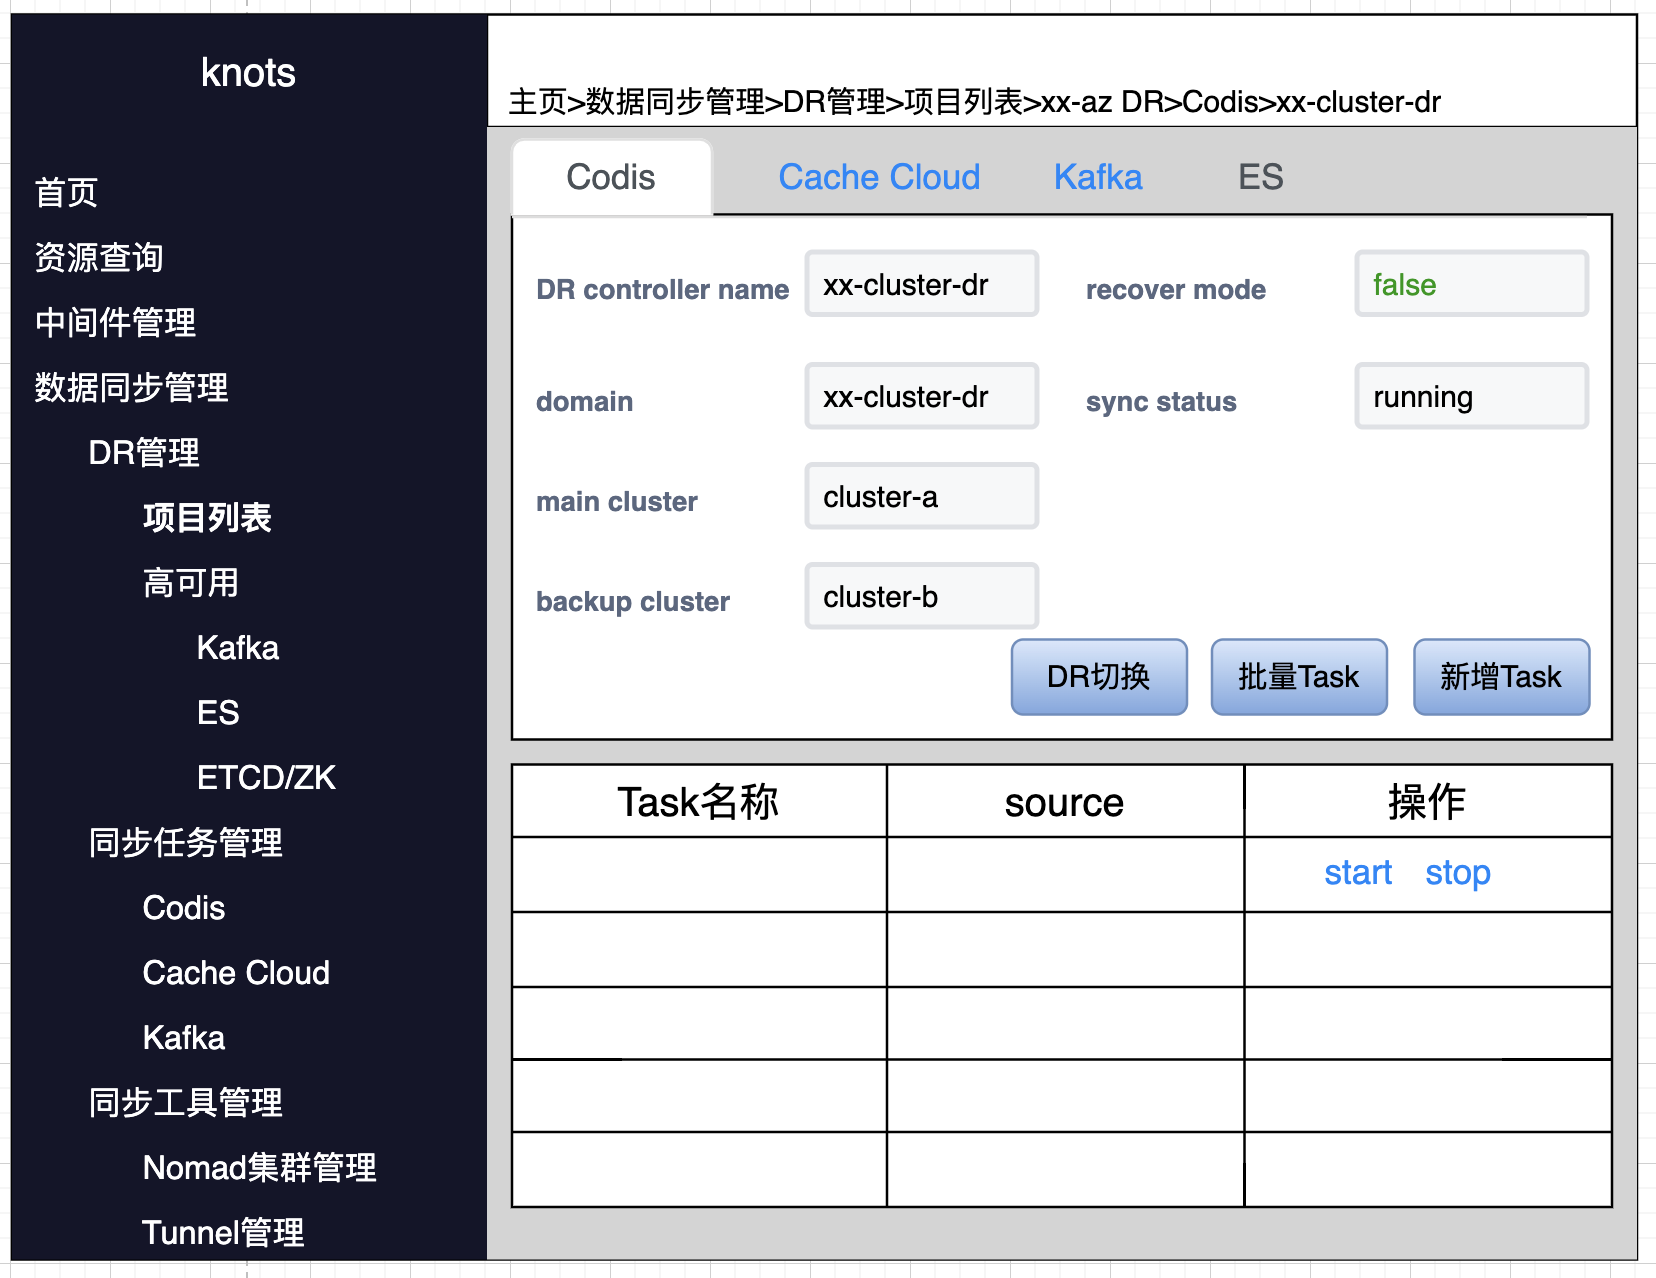 knots
首页
资源查询
中间件管理
数据同步管理
DR管理
项目列表
高可用
Kafka
ES
ETCD/ZK
同步任务管理
Codis
Cache Cloud
Kafka
同步工具管理
Nomad集群管理
Tunnel管理
主页>数据同步管理>DR管理>项目列表>xx-az DR>Codis>xx-cluster-dr
Codis Cache Cloud Kafka ES
DR controller name xx-cluster-dr recover mode false
domain xx-cluster-dr sync status running
main cluster cluster-a
backup cluster cluster-b
DR切换 批量Task 新增Task
Task名称 source 操作
start stop